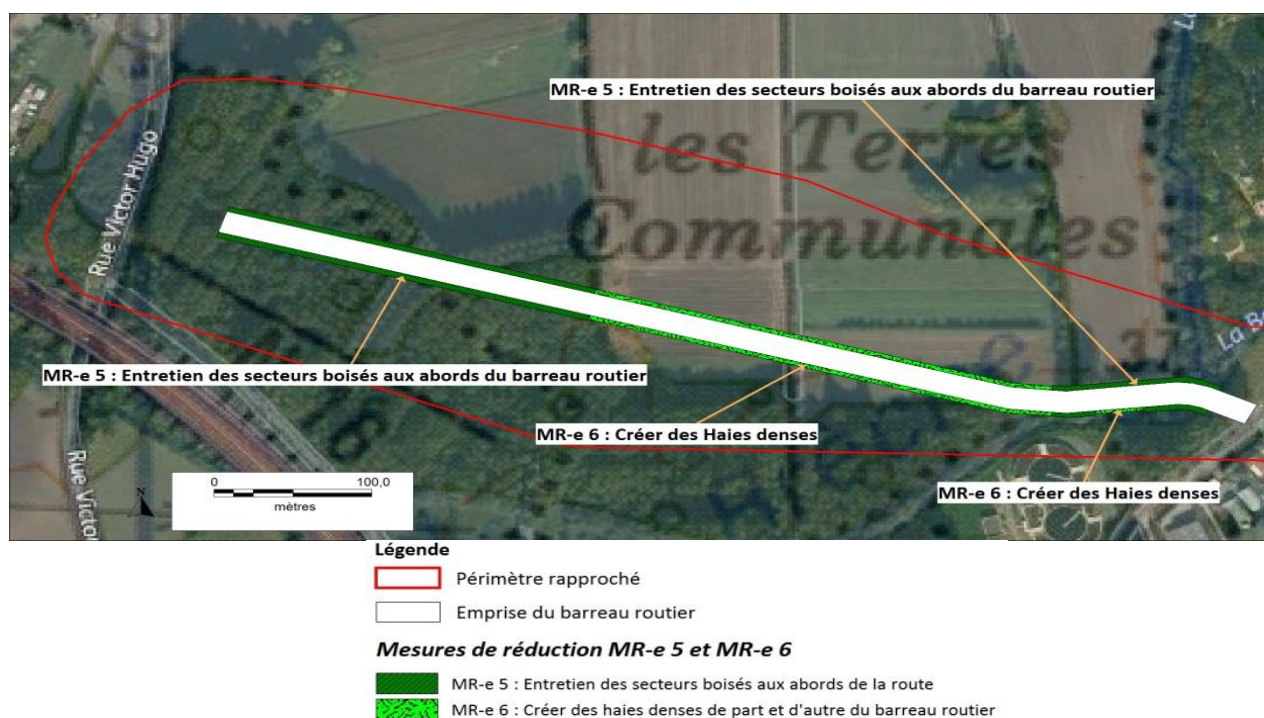 MR-e 5 : Entretien des secteurs boisés aux abords du barreau routier
les Terres
Communales
Rue Victor Hugo
37
MR-e 5 : Entretien des secteurs boisés aux abords du barreau routier
MR-e 6 : Créer des Haies denses
MR-e 6 : Créer des Haies denses
0 100,0
mètres
N
Légende
Périmètre rapproché
Emprise du barreau routier
Mesures de réduction MR-e 5 et MR-e 6
MR-e 5 : Entretien des secteurs boisés aux abords de la route
MR-e 6 : Créer des haies denses de part et d'autre du barreau routier